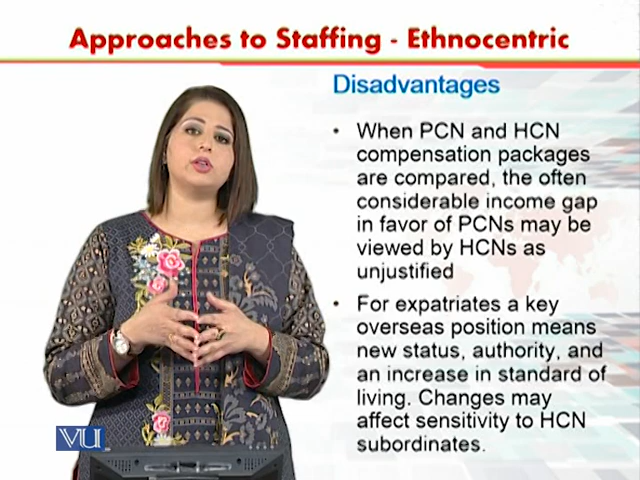 Approaches to Staffing - Ethnocentric
Disadvantages
• When PCN and HCN
compensation packages
are compared, the often
considerable income gap
in favor of PCNs may be
viewed by HCNs as
unjustified
• For expatriates a key
overseas position means
new status, authority, and
an increase in standard of
living. Changes may
affect sensitivity to HCN
subordinates.
VU